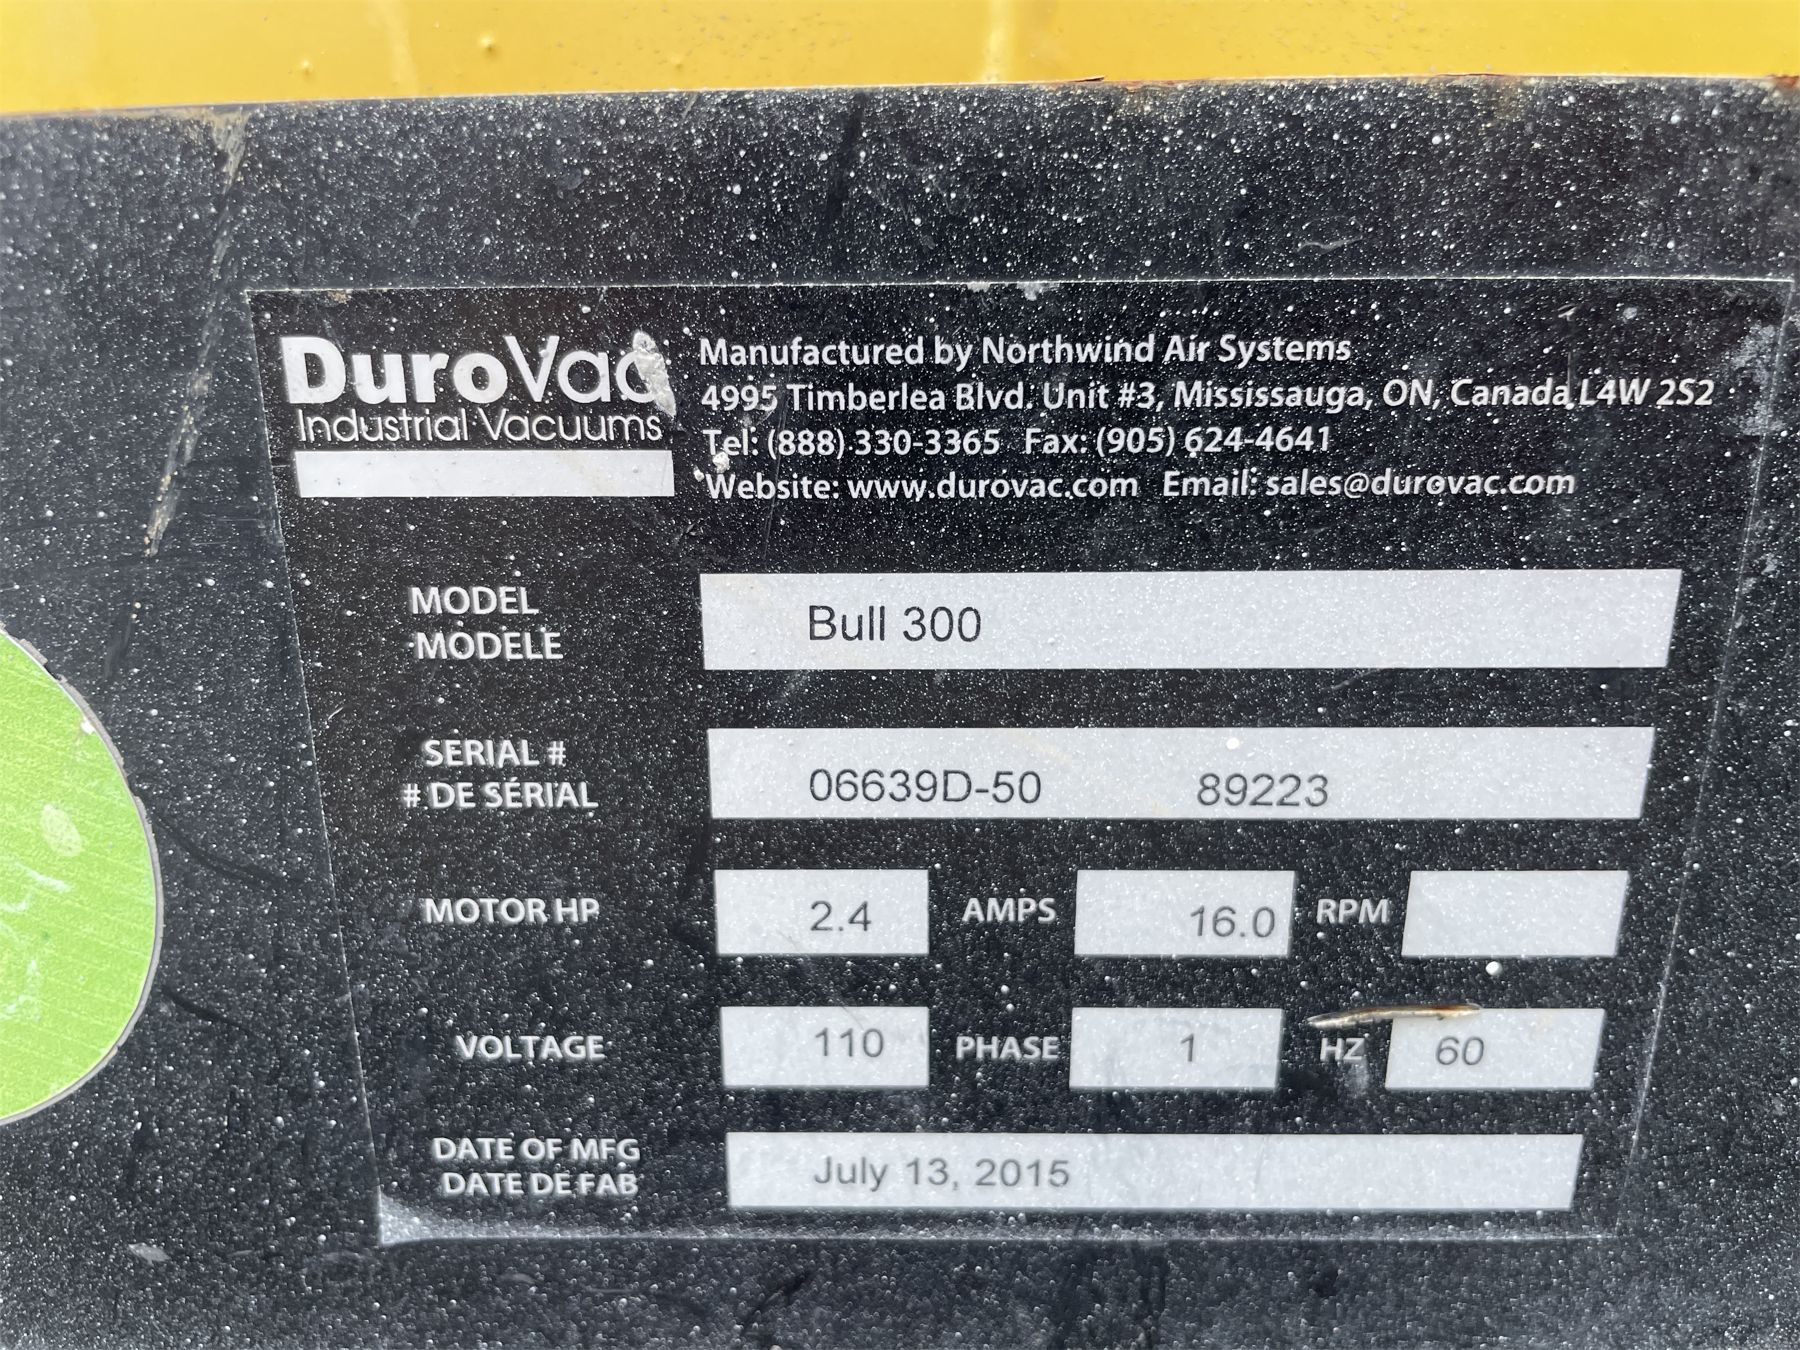 DuroVac
Industrial Vacuums
Manufactured by Northwind Air Systems
4995 Timberlea Blvd. Unit #3, Mississauga, ON, Canada, L4W 2S2
Tel: (888) 330-3365 Fax: (905) 624-4641
Website: www.durovac.com Email: sales@durovac.com
MODEL
MODÈLE
Bull 300
SERIAL #
# DE SÉRIAL
06639D-50 89223
MOTOR HP 2.4 AMPS 16.0 RPM
VOLTAGE 110 PHASE 1 HZ 60
DATE OF MFG
DATE DE FAB
July 13, 2015